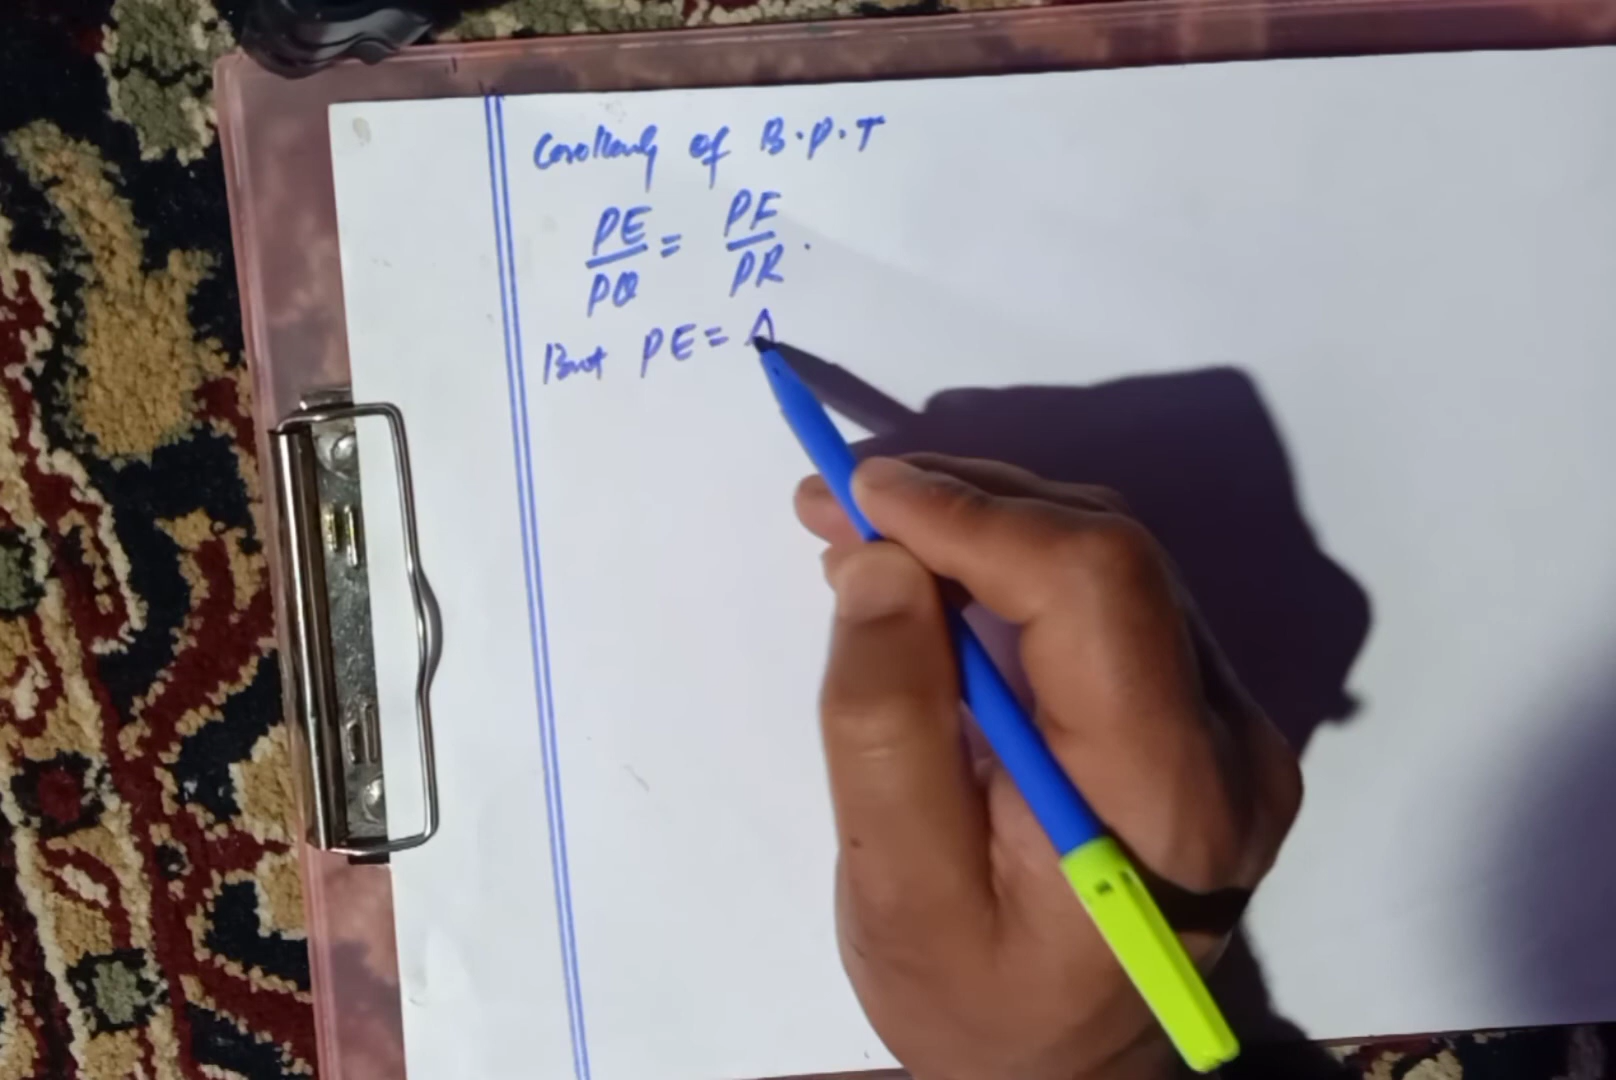 Corollary of B.P.T
PE/PQ = PF/PR.
But PE = A